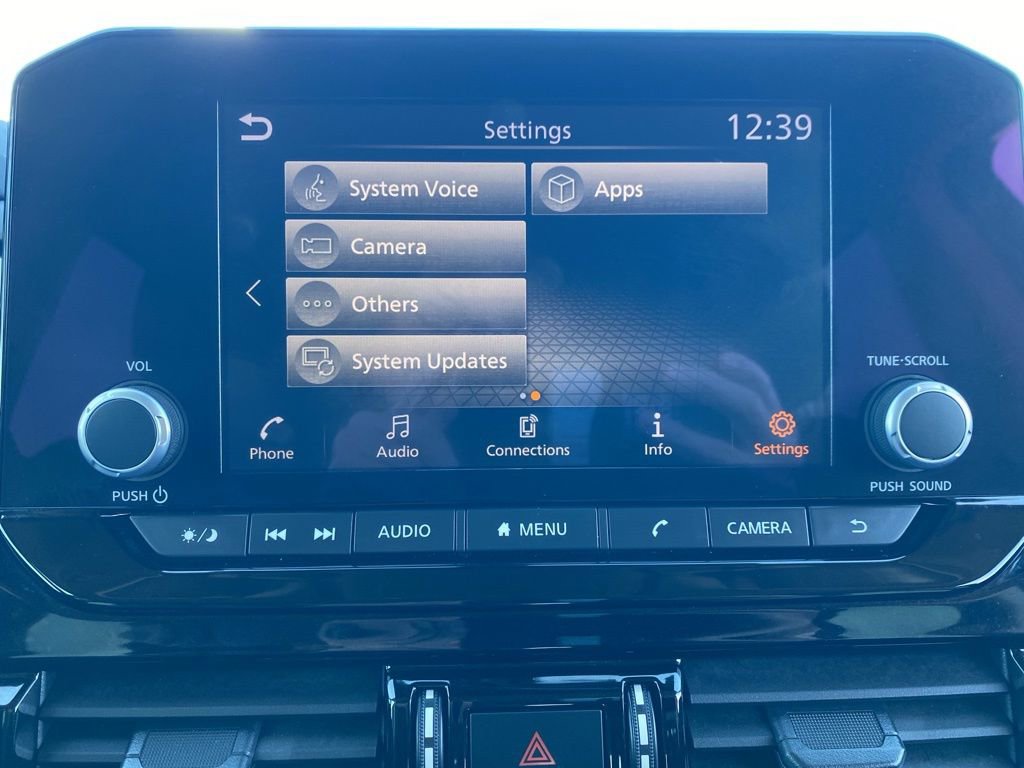 Settings
12:39
System Voice
Apps
Camera
Others
System Updates
VOL
TUNE·SCROLL
Phone
Audio
Connections
Info
Settings
PUSH
PUSH SOUND
AUDIO
MENU
CAMERA